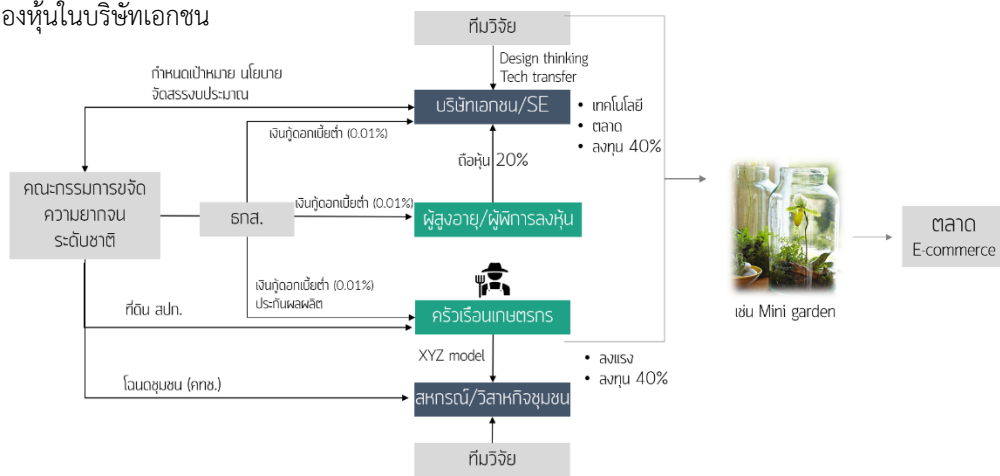 องหุ้นในบริษัทเอกชน
ทีมวิจัย
Design thinking
Tech transfer
กำหนดเป้าหมาย นโยบาย
จัดสรรงบประมาณ
บริษัทเอกชน/SE
• เทคโนโลยี
• ตลาด
• ลงทุน 40%
เงินกู้ดอกเบี้ยต่ำ (0.01%)
ถือหุ้น 20%
คณะกรรมการขจัด
ความยากจน
ระดับชาติ
ธกส.
เงินกู้ดอกเบี้ยต่ำ (0.01%)
ผู้สูงอายุ/ผู้พิการลงหุ้น
ตลาด
E-commerce
เงินกู้ดอกเบี้ยต่ำ (0.01%)
ประกันผลผลิต
ที่ดิน สปก.
ครัวเรือนเกษตรกร
เช่น Mini garden
XYZ model
• ลงแรง
• ลงทุน 40%
โฉนดชุมชน (คทช.)
สหกรณ์/วิสาหกิจชุมชน
ทีมวิจัย